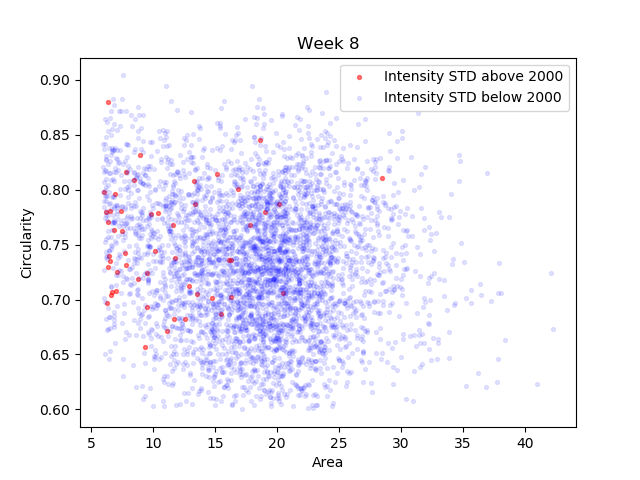 Week 8
Intensity STD above 2000
Intensity STD below 2000
0.90
0.85
0.80
0.75
0.70
0.65
0.60
Circularity
5 10 15 20 25 30 35 40
Area